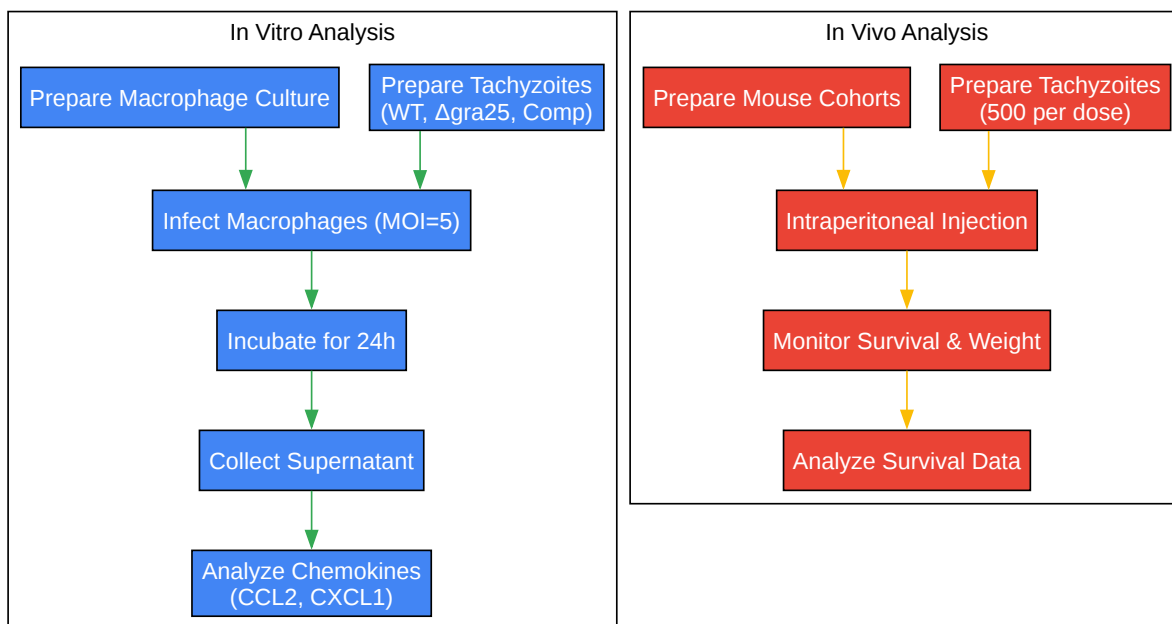 In Vitro Analysis
Prepare Macrophage Culture
Prepare Tachyzoites
(WT, Δgra25, Comp)
Infect Macrophages (MOI=5)
Incubate for 24h
Collect Supernatant
Analyze Chemokines
(CCL2, CXCL1)
In Vivo Analysis
Prepare Mouse Cohorts
Prepare Tachyzoites
(500 per dose)
Intraperitoneal Injection
Monitor Survival & Weight
Analyze Survival Data